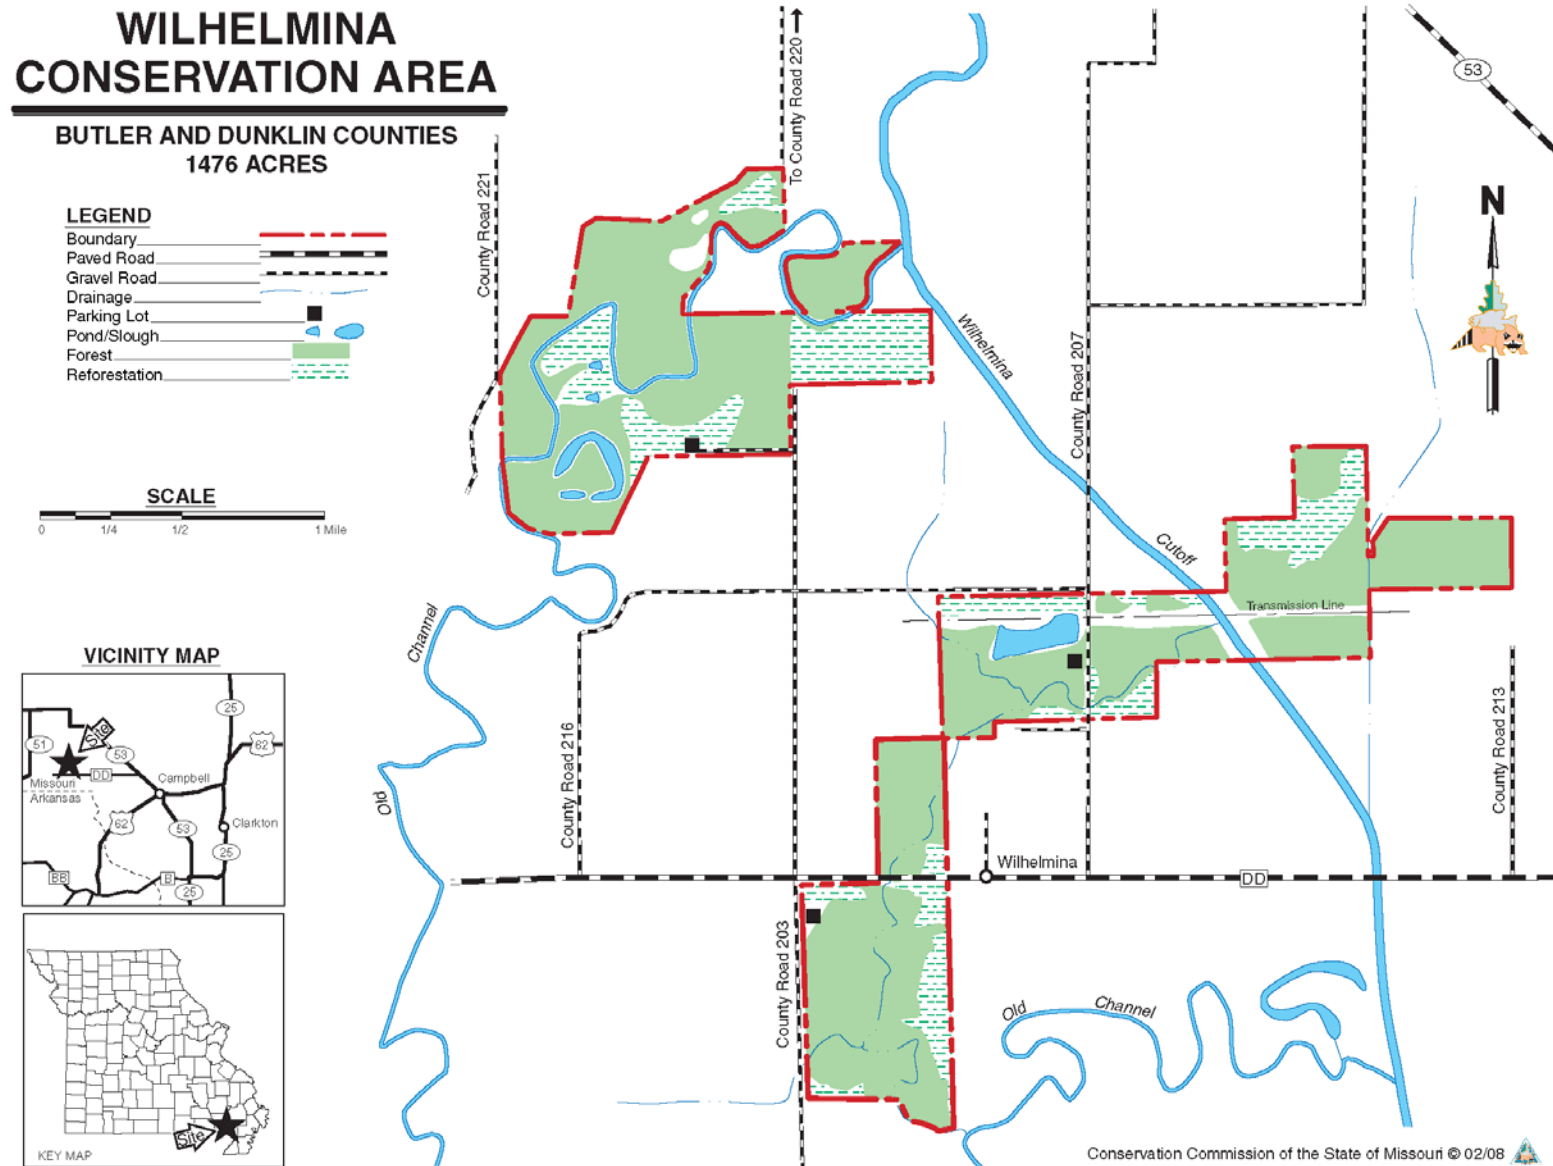 WILHELMINA
CONSERVATION AREA
BUTLER AND DUNKLIN COUNTIES
1476 ACRES
LEGEND
Boundary
Paved Road
Gravel Road
Drainage
Parking Lot
Pond/Slough
Forest
Reforestation
SCALE
0 1/4 1/2 1 Mile
VICINITY MAP
25
62
51
Site
53
DD
Campbell
Missouri
Arkansas
62
53
Clarkton
25
BB
B
25
Site
KEY MAP
County Road 221
To County Road 220
53
N
Wilhelmina
County Road 207
Cutoff
Transmission Line
Channel
Old
County Road 216
County Road 213
Wilhelmina
DD
County Road 203
Old
Channel
Conservation Commission of the State of Missouri © 02/08